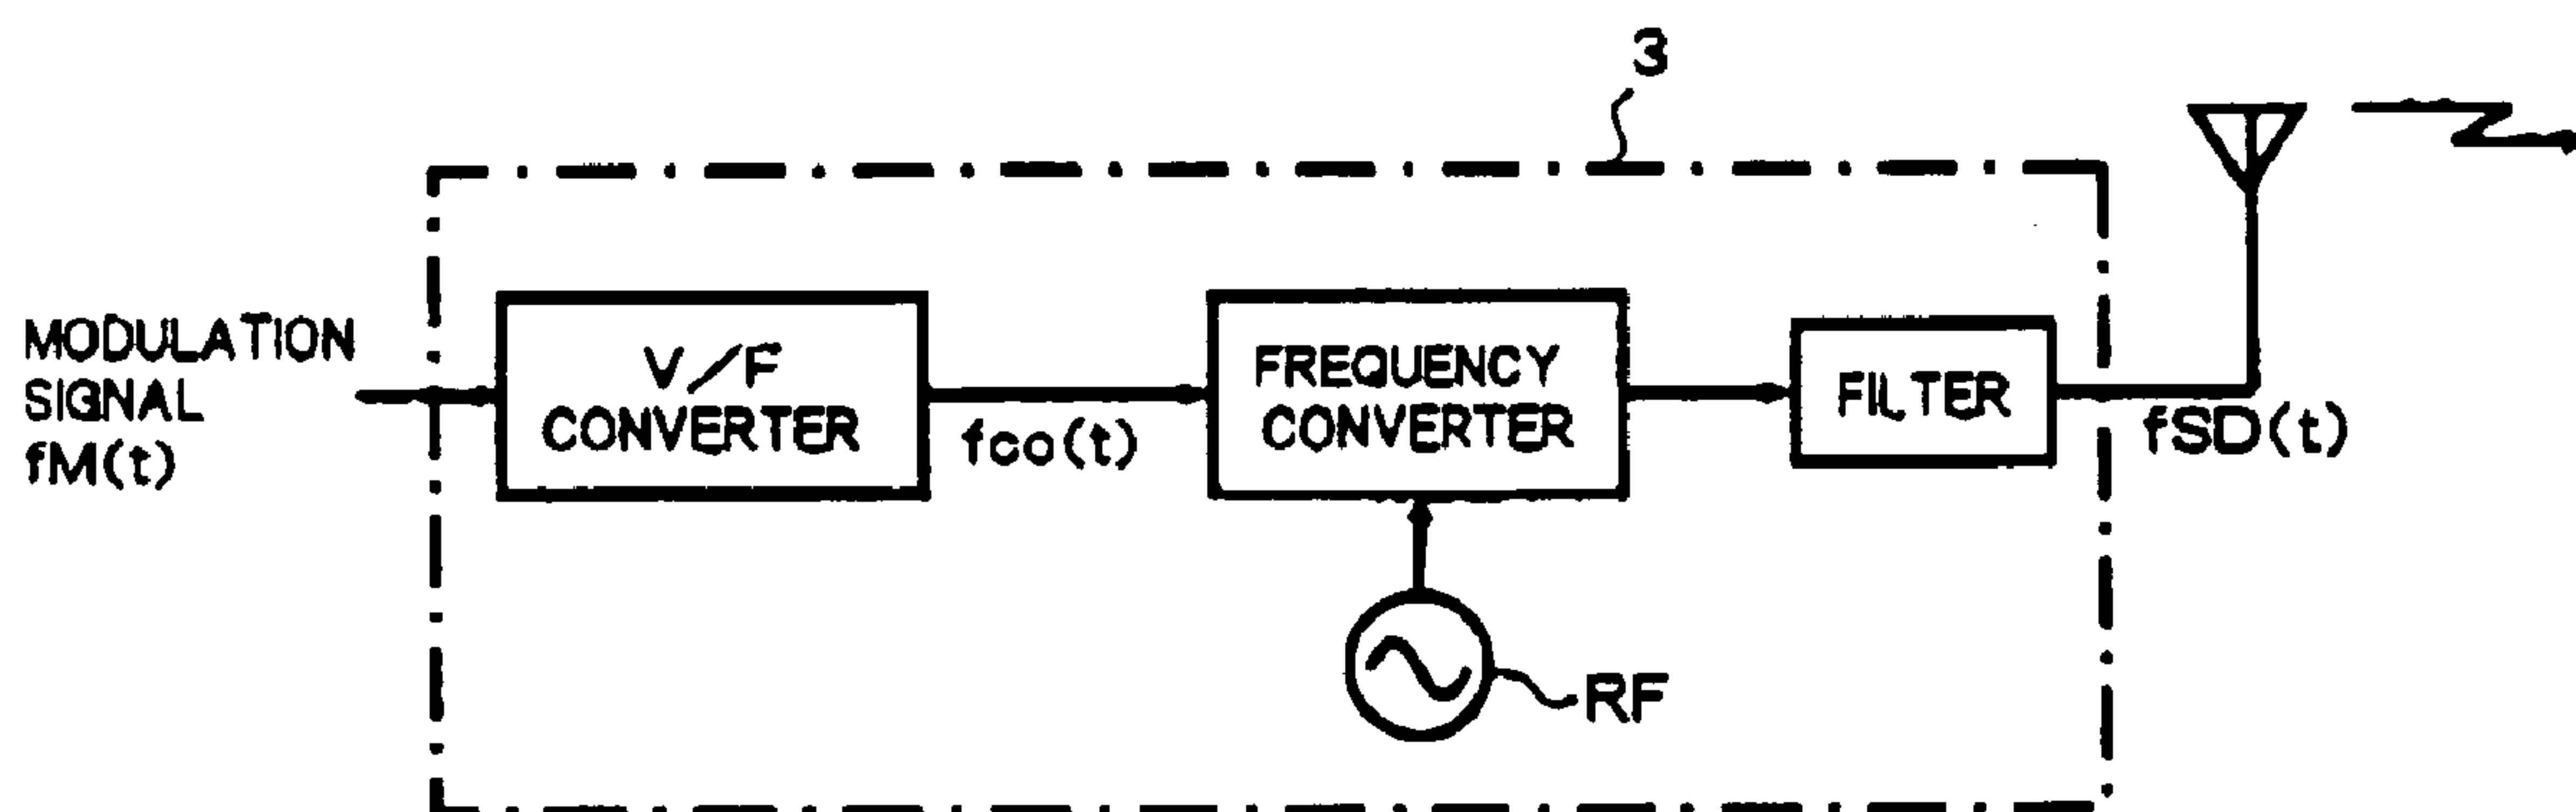 3
MODULATION
SIGNAL
fM(t)
V/F
CONVERTER
fco(t)
FREQUENCY
CONVERTER
FILTER
fSD(t)
RF